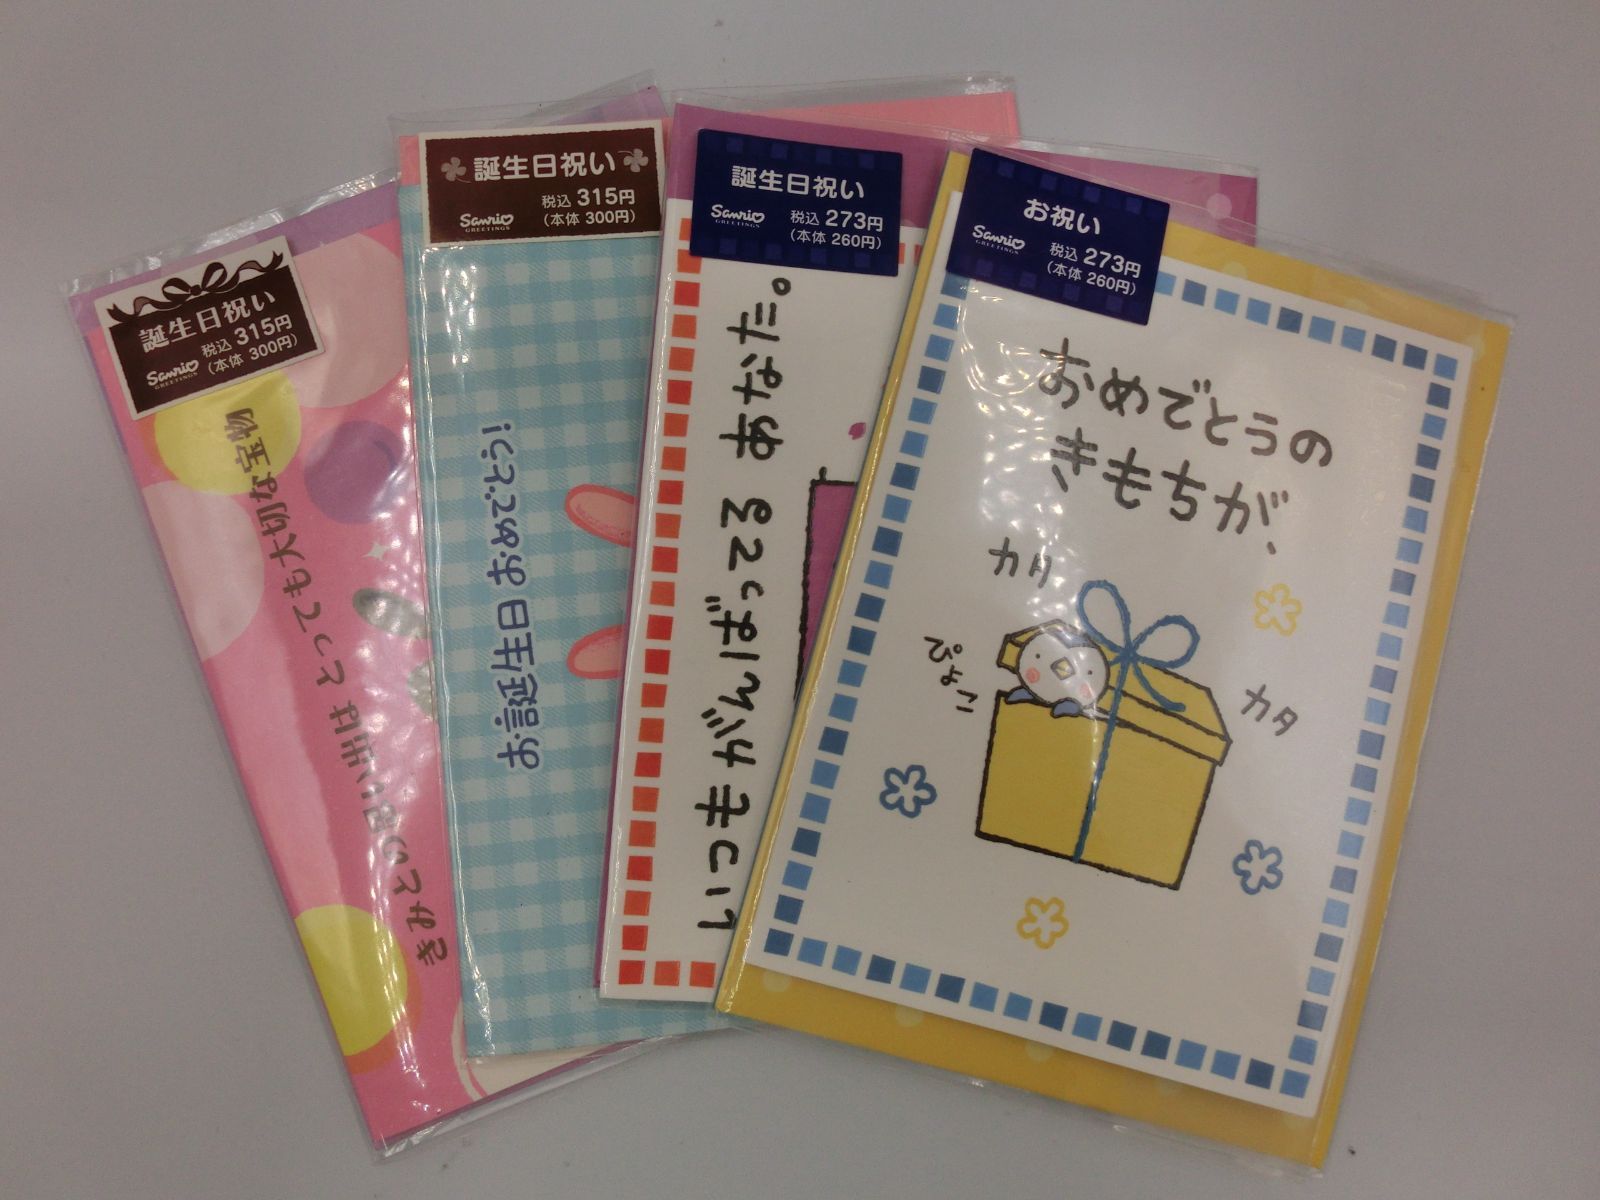 誕生日祝い
税込 315円
(本体 300円)
Sanrio
GREETINGS
きみとの思い出は とっても大切な宝物
誕生日祝い
税込 315円
(本体 300円)
Sanrio
GREETINGS
お誕生日おめでとう!
誕生日祝い
Sanrio
GREETINGS
税込 273円
(本体 260円)
いつもがんばってる あなた。
お祝い
Sanrio
GREETINGS
税込 273円
(本体 260円)
おめでとうの
きもちが、
カタ
ぴょこ
カタ